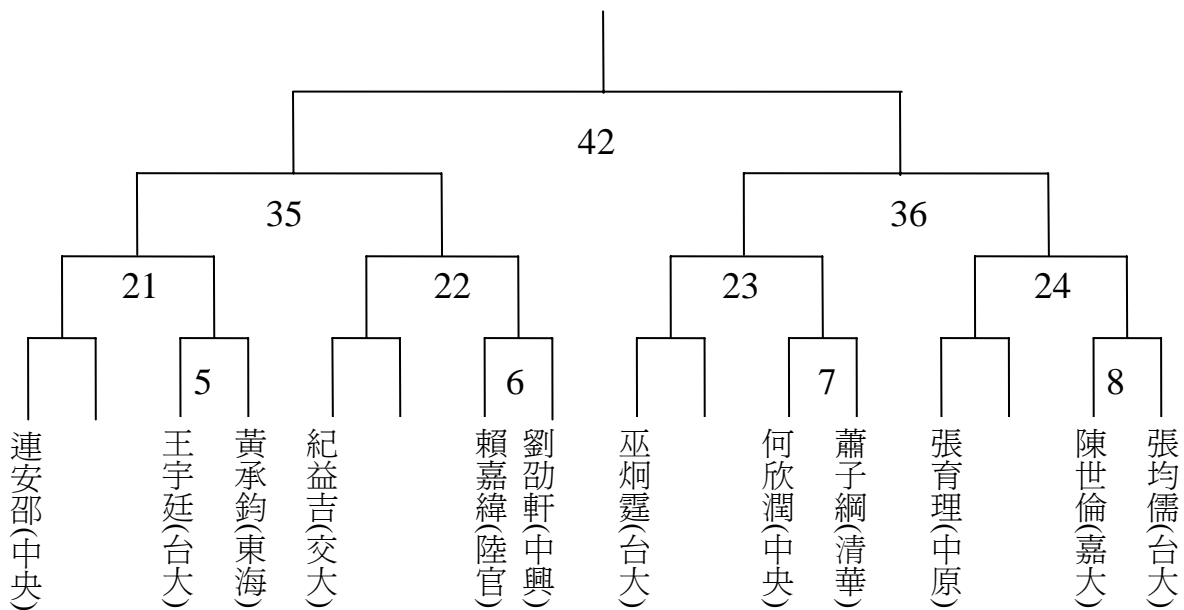 42
35
36
21
22
23
24
5
6
7
8
連安邵(中央)
王宇廷(台大)
黃承鈞(東海)
紀益吉(交大)
賴嘉緯(陸官)
劉劭軒(中興)
巫炯霆(台大)
何欣潤(中央)
蕭子綱(清華)
張育理(中原)
陳世倫(嘉大)
張均儒(台大)